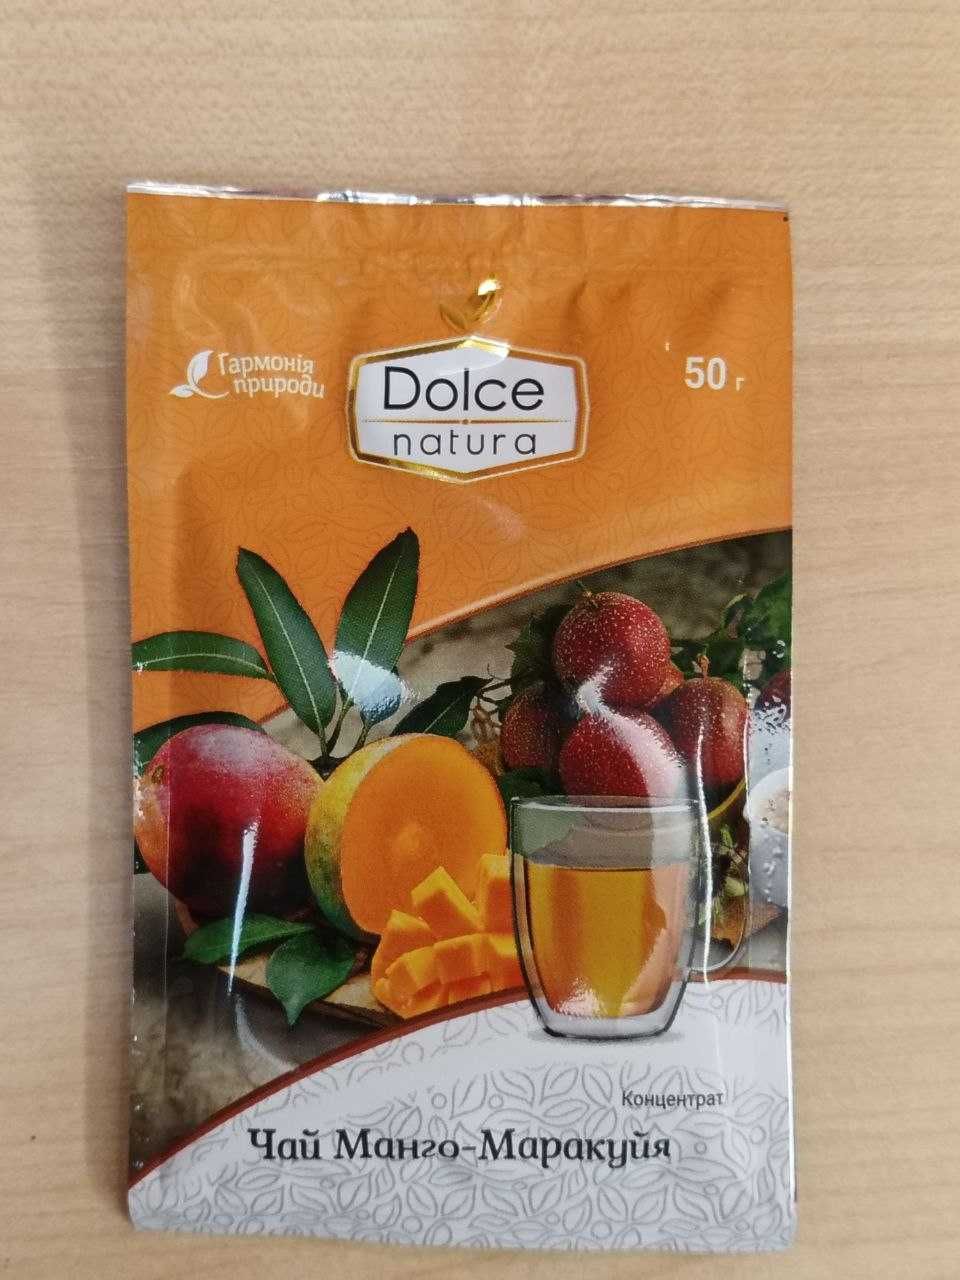 Гармонія
природи
Dolce
natura
50 г
Концентрат
Чай Манго-Маракуйя